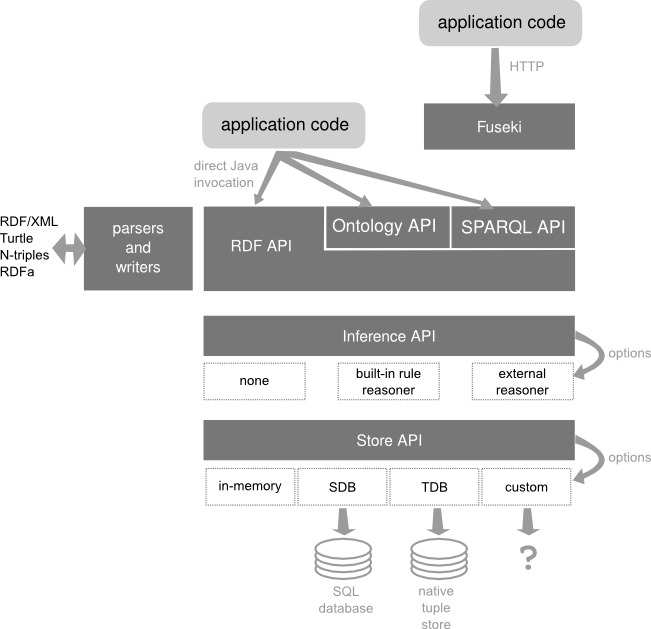 application code
HTTP
Fuseki
application code
direct Java
invocation
RDF/XML
Turtle
N-triples
RDFa
parsers
and
writers
RDF API
Ontology API
SPARQL API
Inference API
options
none
built-in rule
reasoner
external
reasoner
Store API
options
in-memory
SDB
TDB
custom
SQL
database
native
tuple
store
?